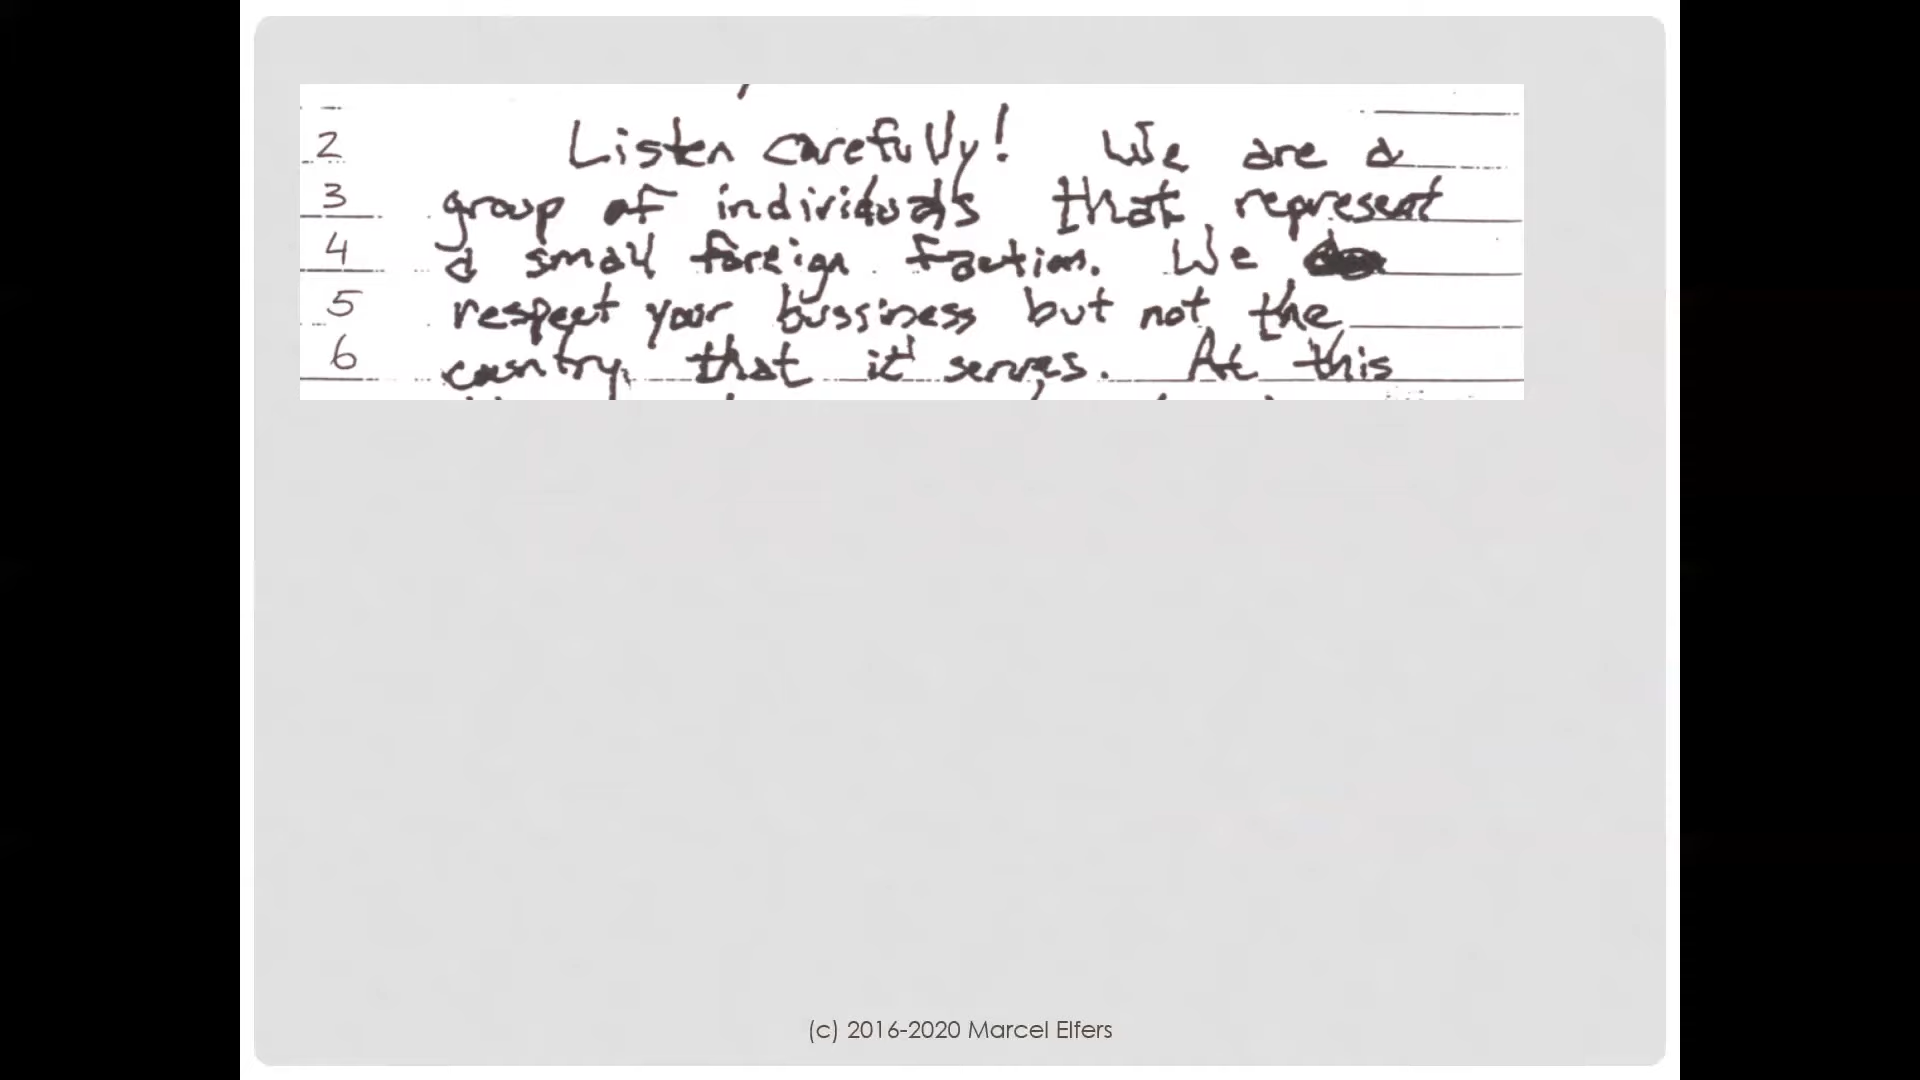 2 Listen carefully! We are a
3 group of individuals that represent
4 a small foreign faction. We
5 respect your bussiness but not the
6 country that it serves. At this
(c) 2016-2020 Marcel Elfers